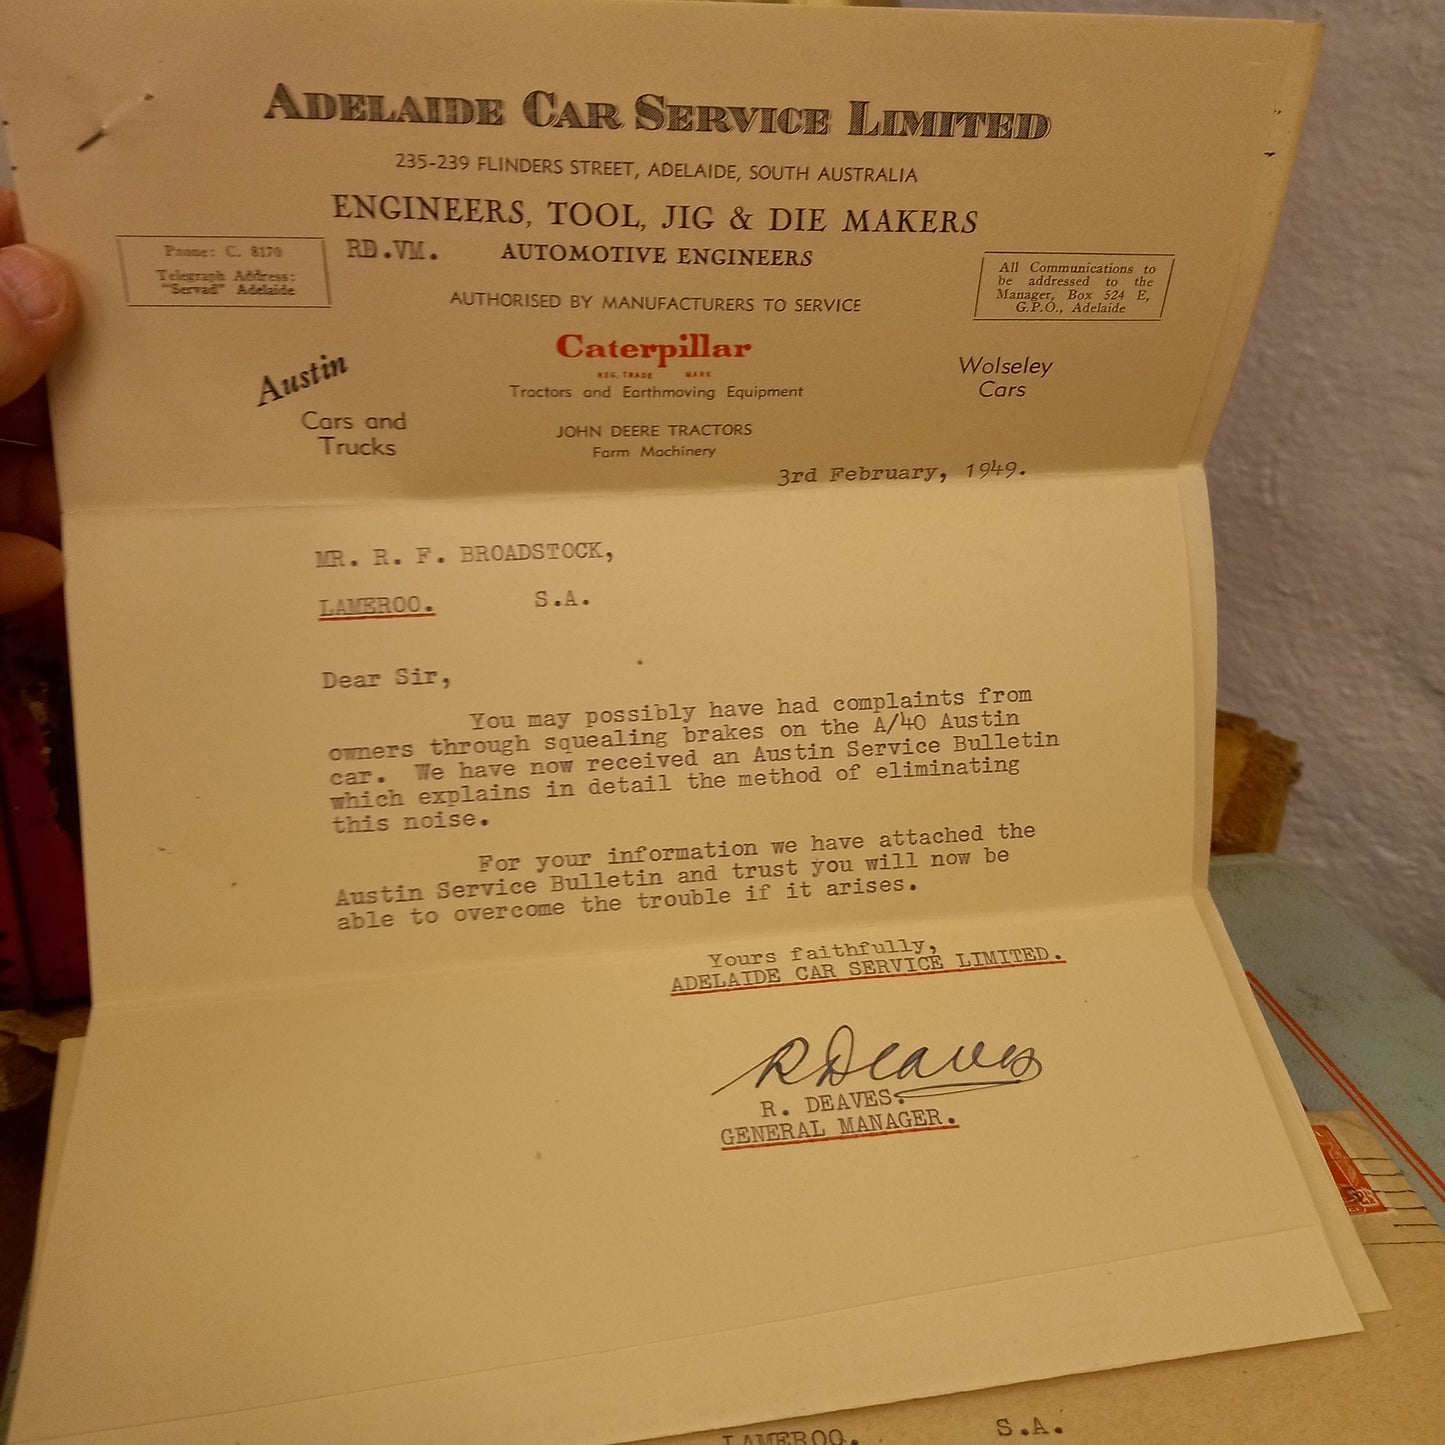 ADELAIDE CAR SERVICE LIMITED
235-239 FLINDERS STREET, ADELAIDE, SOUTH AUSTRALIA
ENGINEERS, TOOL, JIG & DIE MAKERS
Phone: C. 8170
Telegraph Address:
"Servad" Adelaide
RD.VM.
AUTOMOTIVE ENGINEERS
All Communications to
be addressed to the
Manager, Box 524 E,
G.P.O., Adelaide
AUTHORISED BY MANUFACTURERS TO SERVICE
Austin
Cars and
Trucks
Caterpillar
REG. TRADE MARK
Tractors and Earthmoving Equipment
JOHN DEERE TRACTORS
Farm Machinery
Wolseley
Cars
3rd February, 1949.
MR. R. F. BROADSTOCK,
LAMEROO. S.A.
Dear Sir,
You may possibly have had complaints from
owners through squealing brakes on the A/40 Austin
car. We have now received an Austin Service Bulletin
which explains in detail the method of eliminating
this noise.
For your information we have attached the
Austin Service Bulletin and trust you will now be
able to overcome the trouble if it arises.
Yours faithfully,
ADELAIDE CAR SERVICE LIMITED.
R Deaves
R. DEAVES.
GENERAL MANAGER.
LAMEROO. S.A.